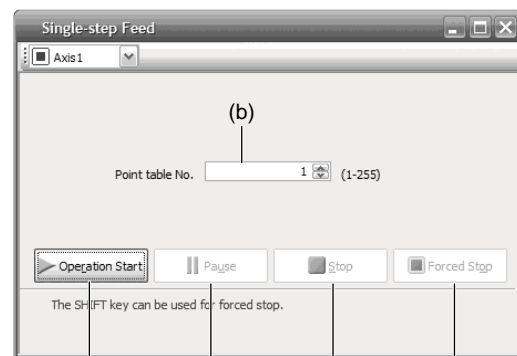 Single-step Feed
Axis1
(b)
Point table No. 1 (1-255)
Operation Start Pause Stop Forced Stop
The SHIFT key can be used for forced stop.